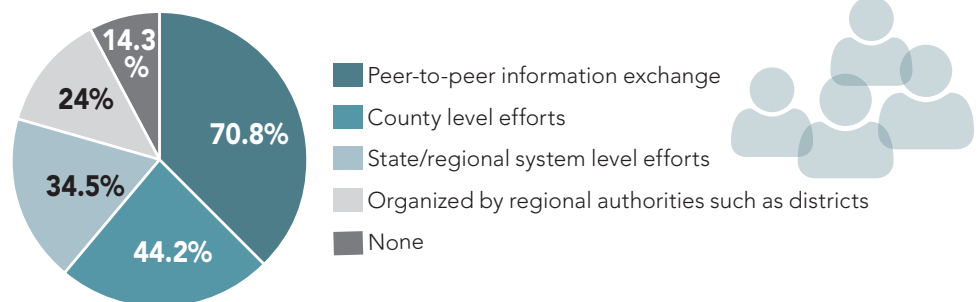 14.3
%
24%
70.8%
34.5%
44.2%
Peer-to-peer information exchange
County level efforts
State/regional system level efforts
Organized by regional authorities such as districts
None